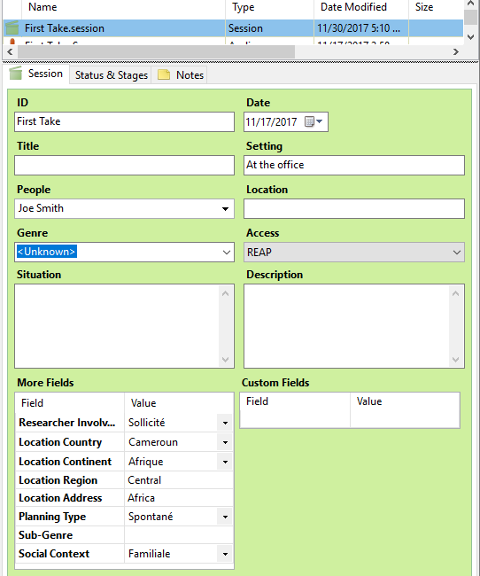 Name Type Date Modified Size
First Take.session Session 11/30/2017 5:10 ...
Session Status & Stages Notes
ID Date
First Take 11/17/2017
Title Setting
At the office
People Location
Joe Smith
Genre Access
<Unknown> REAP
Situation Description
More Fields Custom Fields
Field Value Field Value
Researcher Involv... Sollicité
Location Country Cameroun
Location Continent Afrique
Location Region Central
Location Address Africa
Planning Type Spontané
Sub-Genre
Social Context Familiale